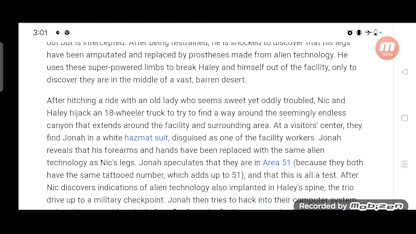 3:01
out but is intercepted. After being restrained, he is shocked to discover that his legs
have been amputated and replaced by prostheses made from alien technology. He
uses these super-powered limbs to break Haley and himself out of the facility, only
to discover they are in the middle of a vast, barren desert.
After hitching a ride with an old lady who seems sweet yet oddly troubled, Nic and
Haley hijack an 18-wheeler truck to try to find a way around the seemingly endless
canyon that extends around the facility and surrounding area. At a visitors' center, they
find Jonah in a white hazmat suit, disguised as one of the facility workers. Jonah
reveals that his forearms and hands have been replaced with the same alien
technology as Nic's legs. Jonah speculates that they are in Area 51 (because they both
have the same tattooed number, which adds up to 51), and that this is all a test. After
Nic discovers indications of alien technology also implanted in Haley's spine, the trio
drive up to a military checkpoint. Jonah then tries to hack into their computer system
Recorded by mobizen